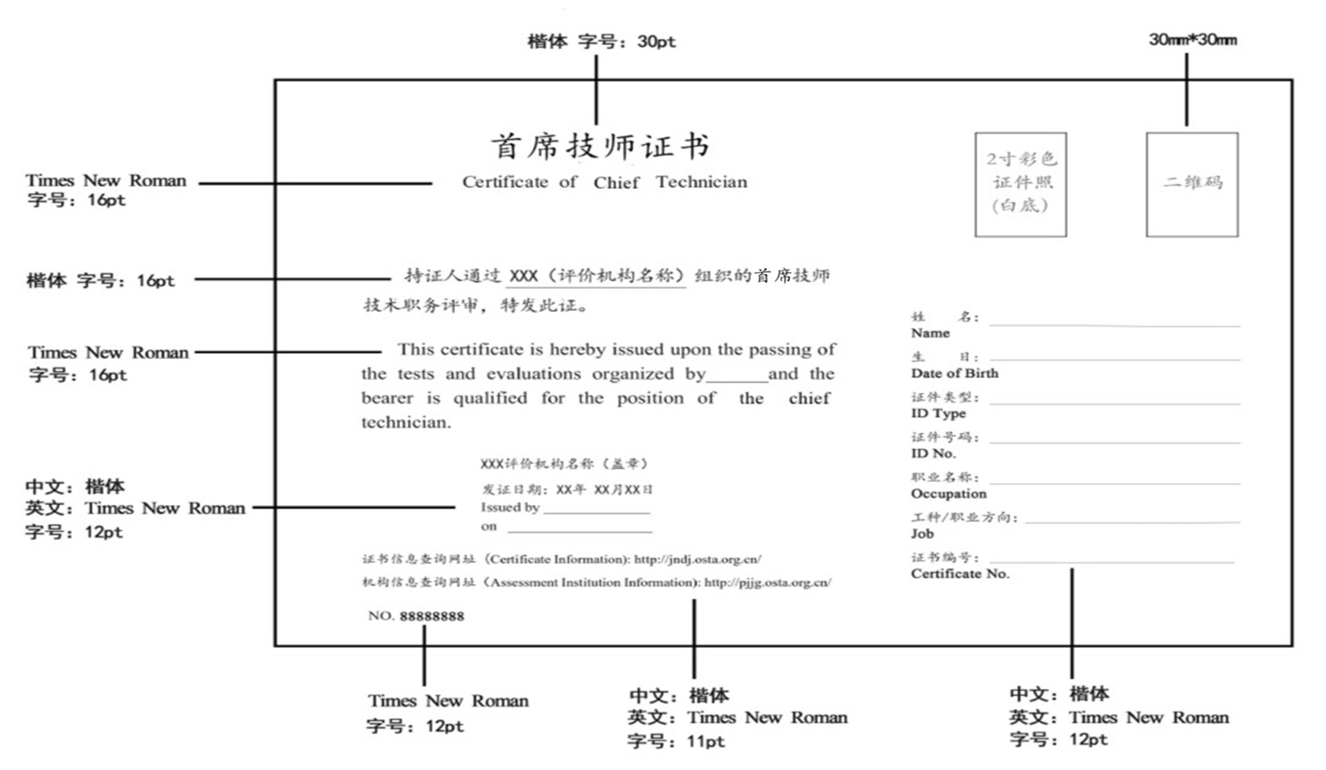 楷体 字号：30pt
30mm*30mm
首席技师证书
Certificate of Chief Technician
2寸彩色
证件照
(白底)
二维码
Times New Roman
字号：16pt
楷体 字号：16pt
持证人通过 XXX（评价机构名称）组织的首席技师
技术职务评审，特发此证。
Times New Roman
字号：16pt
This certificate is hereby issued upon the passing of
the tests and evaluations organized by______and the
bearer is qualified for the position of the chief
technician.
姓 名：
Name
生 日：
Date of Birth
证件类型：
ID Type
证件号码：
ID No.
职业名称：
Occupation
工种/职业方向：
Job
证书编号：
Certificate No.
中文：楷体
英文：Times New Roman
字号：12pt
XXX评价机构名称（盖章）
发证日期：XX年 XX月XX日
Issued by
on
证书信息查询网址（Certificate Information): http://jndj.osta.org.cn/
机构信息查询网址（Assessment Institution Information): http://pjjg.osta.org.cn/
NO. 88888888
Times New Roman
字号：12pt
中文：楷体
英文：Times New Roman
字号：11pt
中文：楷体
英文：Times New Roman
字号：12pt